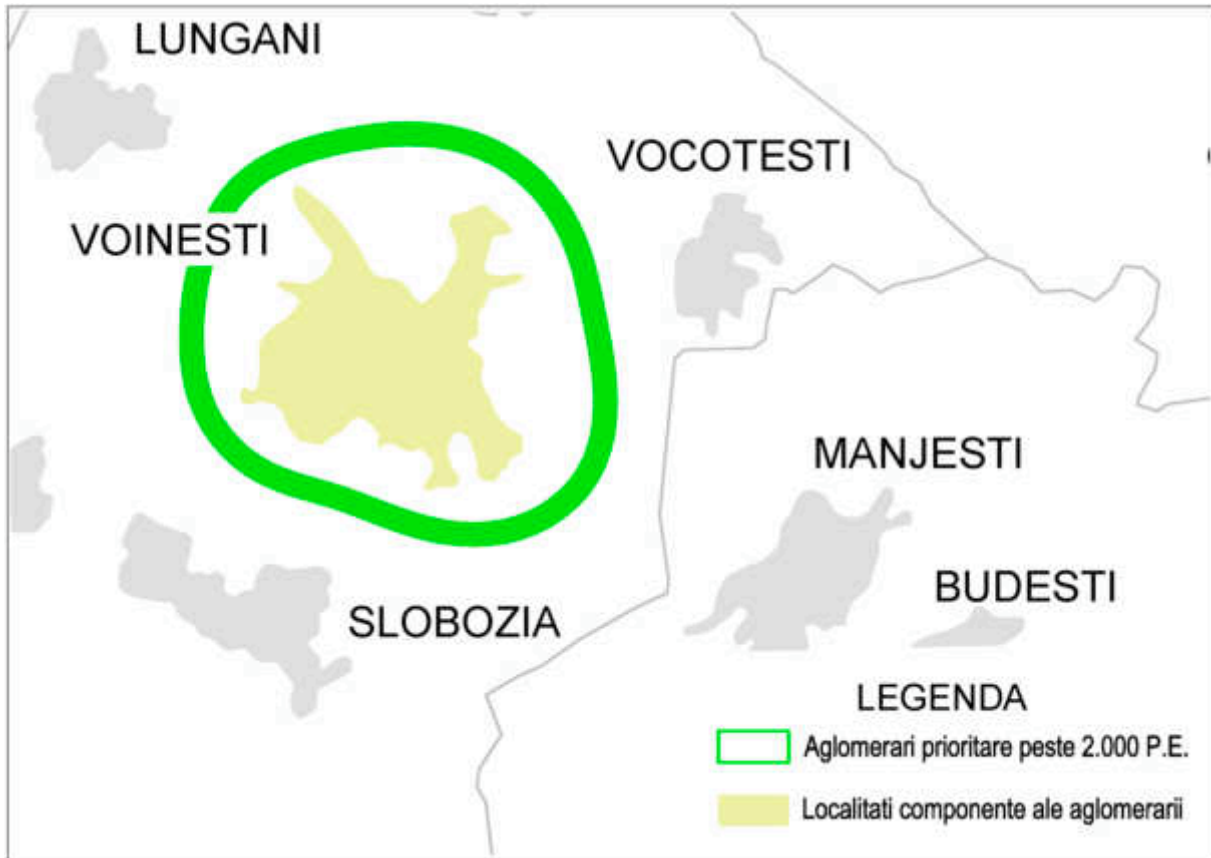 LUNGANI
VOCOTESTI
VOINESTI
MANJESTI
BUDESTI
SLOBOZIA
LEGENDA
Aglomerari prioritare peste 2.000 P.E.
Localitati componente ale aglomerarii